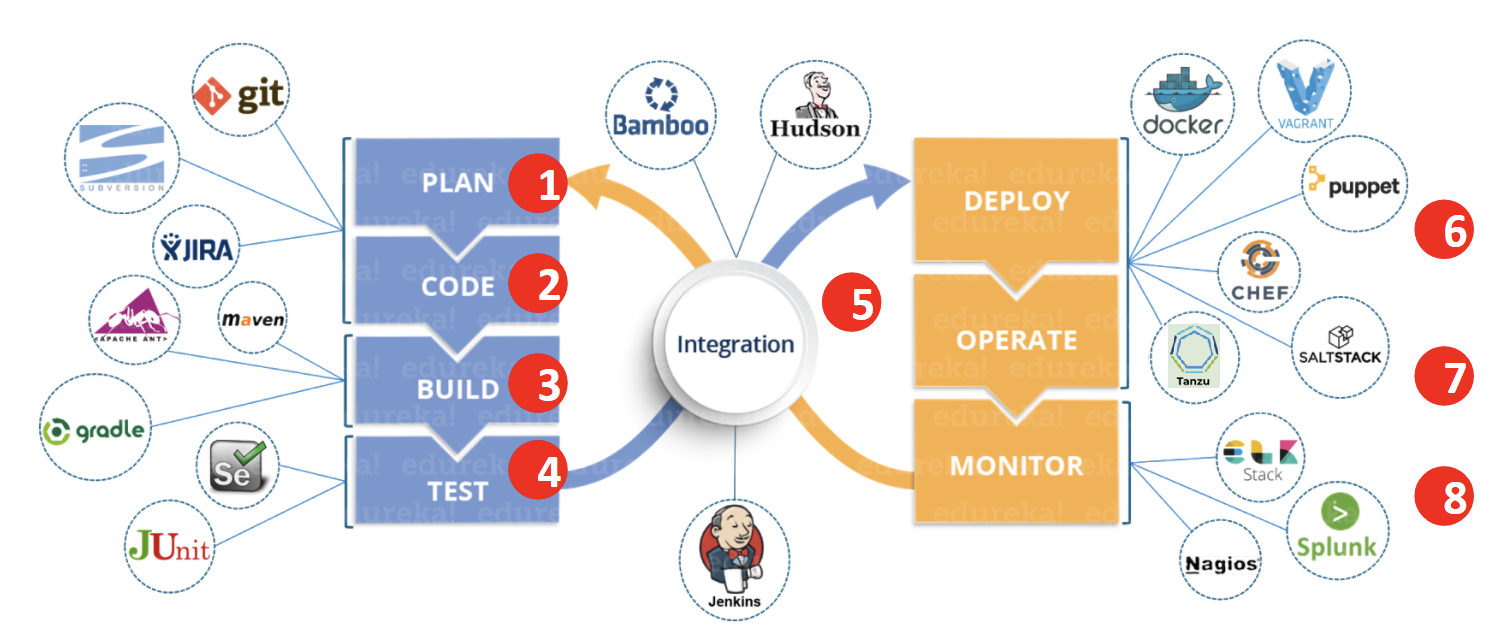 git
SUBVERSION
JIRA
<APACHE ANT>
maven
gradle
Se
JUnit
PLAN
1
CODE
2
BUILD
3
TEST
4
edureka!
Bamboo
Hudson
Integration
5
Jenkins
DEPLOY
OPERATE
MONITOR
docker
VAGRANT
puppet
6
CHEF
SALTSTACK
Tanzu
7
ELK
Stack
8
Splunk
>
Nagios